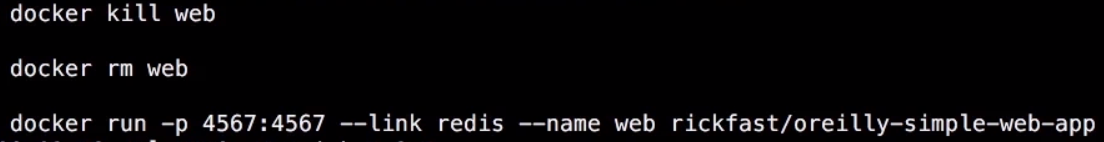 docker kill web
docker rm web
docker run -p 4567:4567 --link redis --name web rickfast/oreilly-simple-web-app